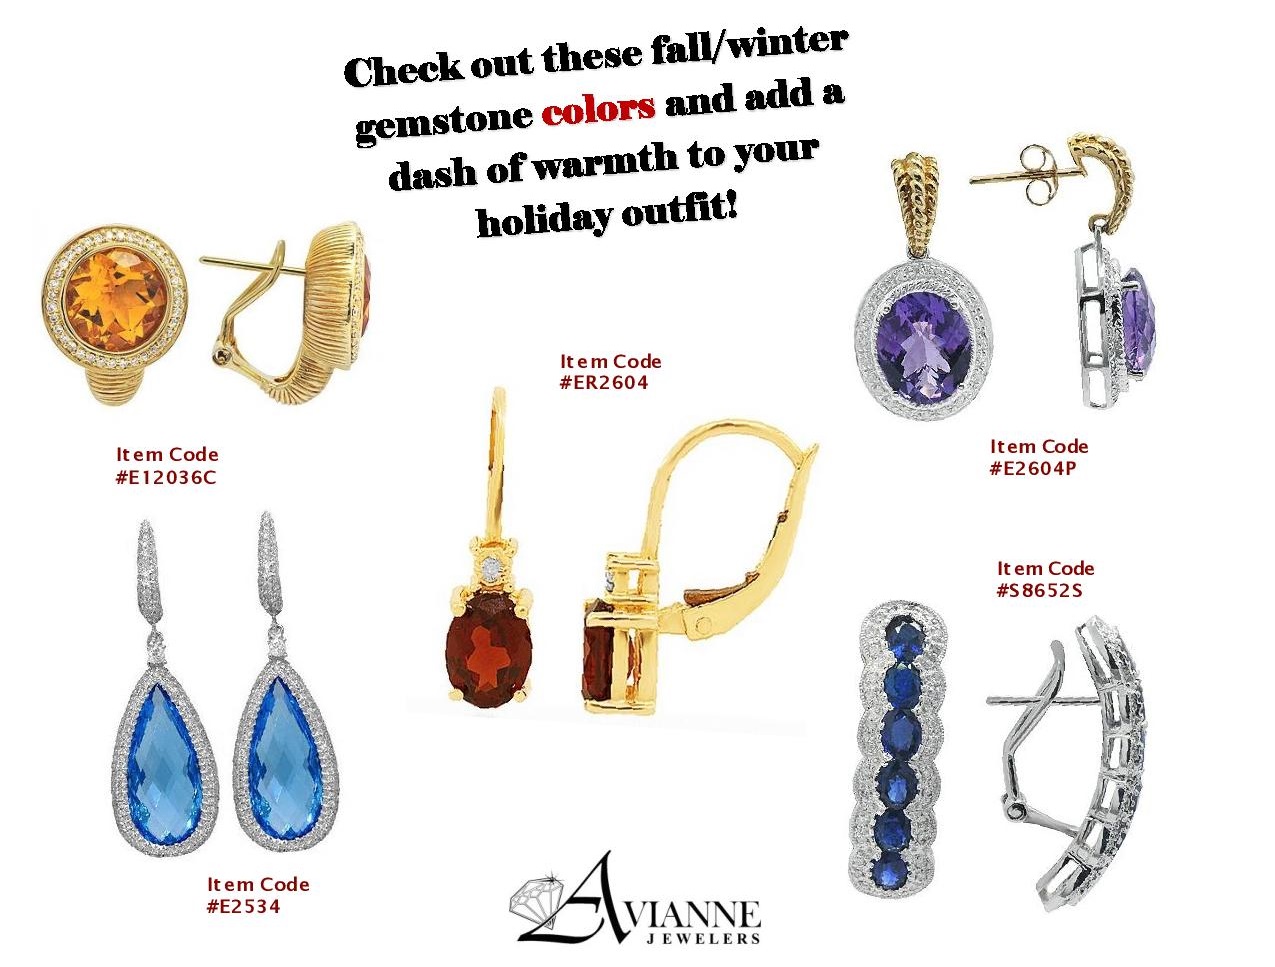 Check out these fall/winter
gemstone colors and add a
dash of warmth to your
holiday outfit!
Item Code
#ER2604
Item Code
#E12036C
Item Code
#E2604P
Item Code
#S8652S
Item Code
#E2534
AVIANNE
JEWELERS